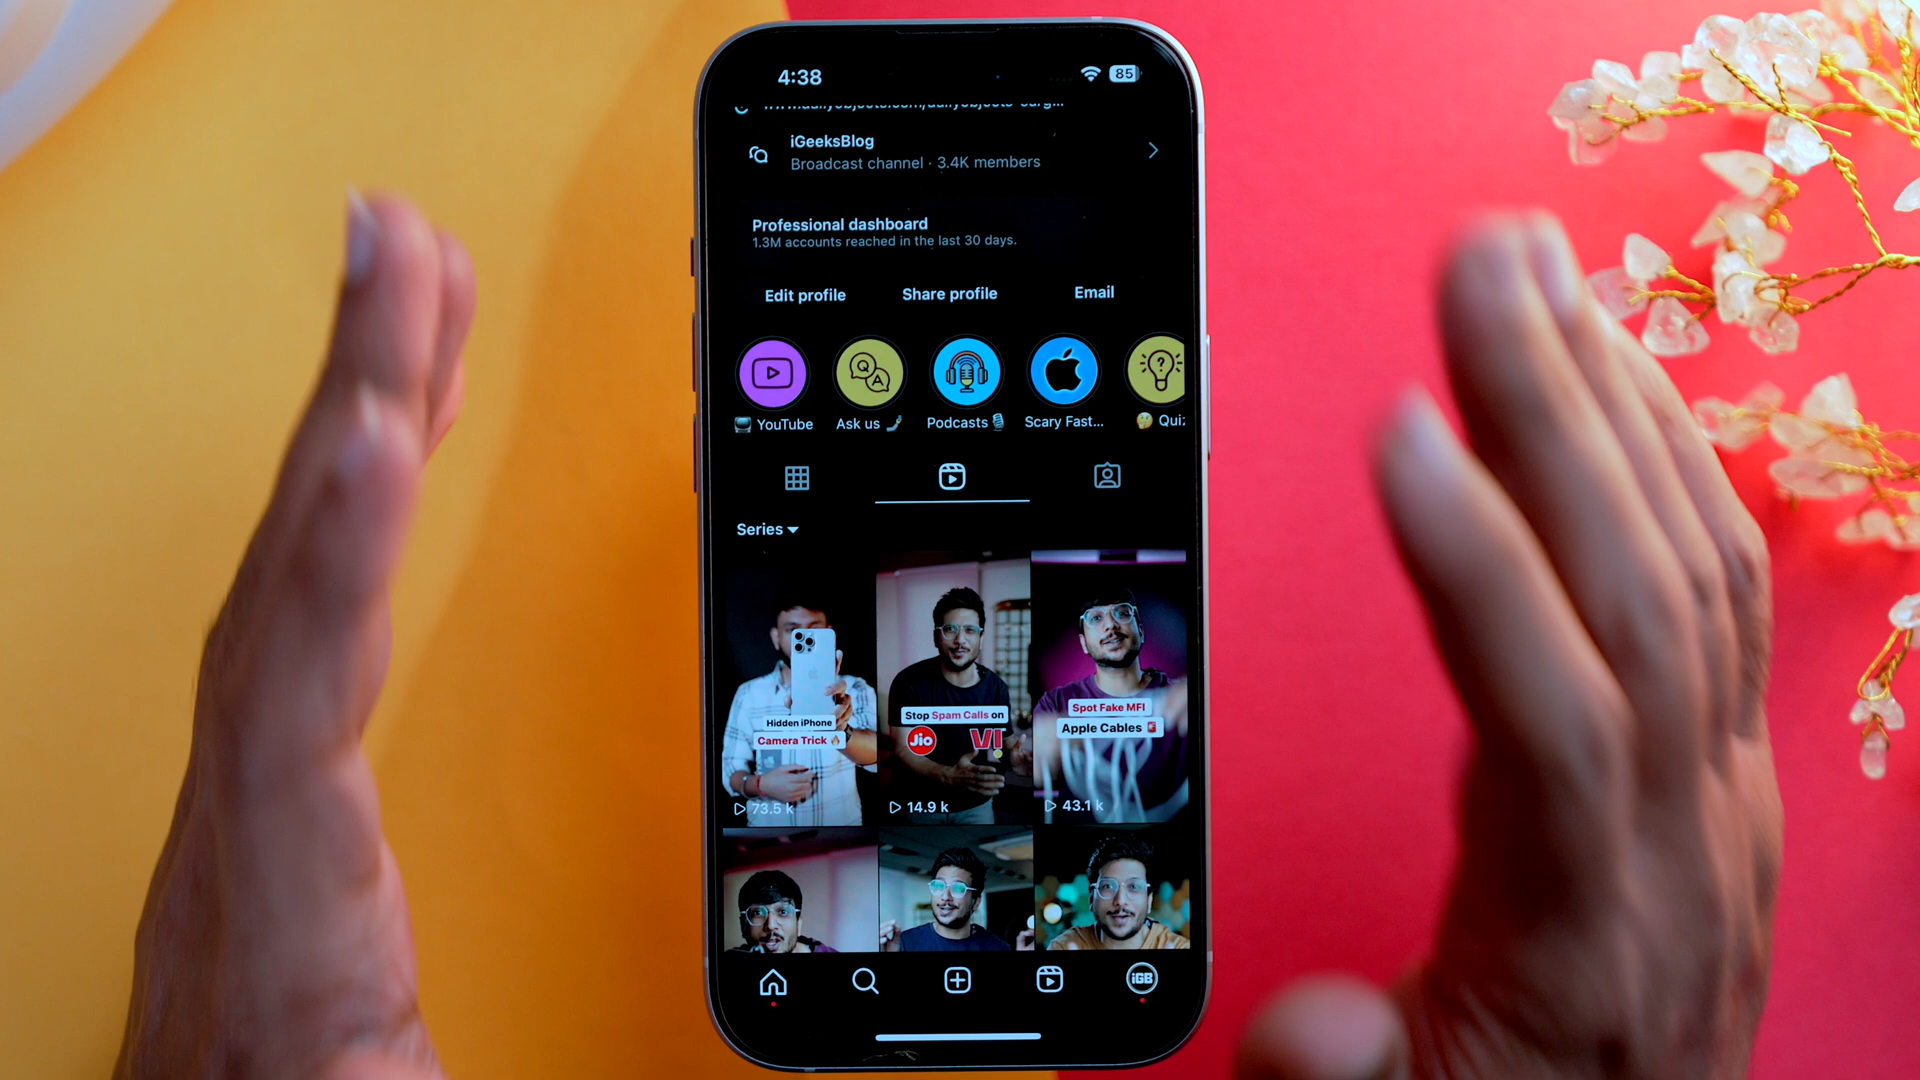 4:38
85
iGeeksBlog
Broadcast channel · 3.4K members
Professional dashboard
1.3M accounts reached in the last 30 days.
Edit profile
Share profile
Email
Q
A
?
YouTube
Ask us
Podcasts
Scary Fast...
Qui
Series
Hidden iPhone
Camera Trick
Stop Spam Calls on
Jio
VI
Spot Fake MFI
Apple Cables
73.5 k
14.9 k
43.1 k
iGB